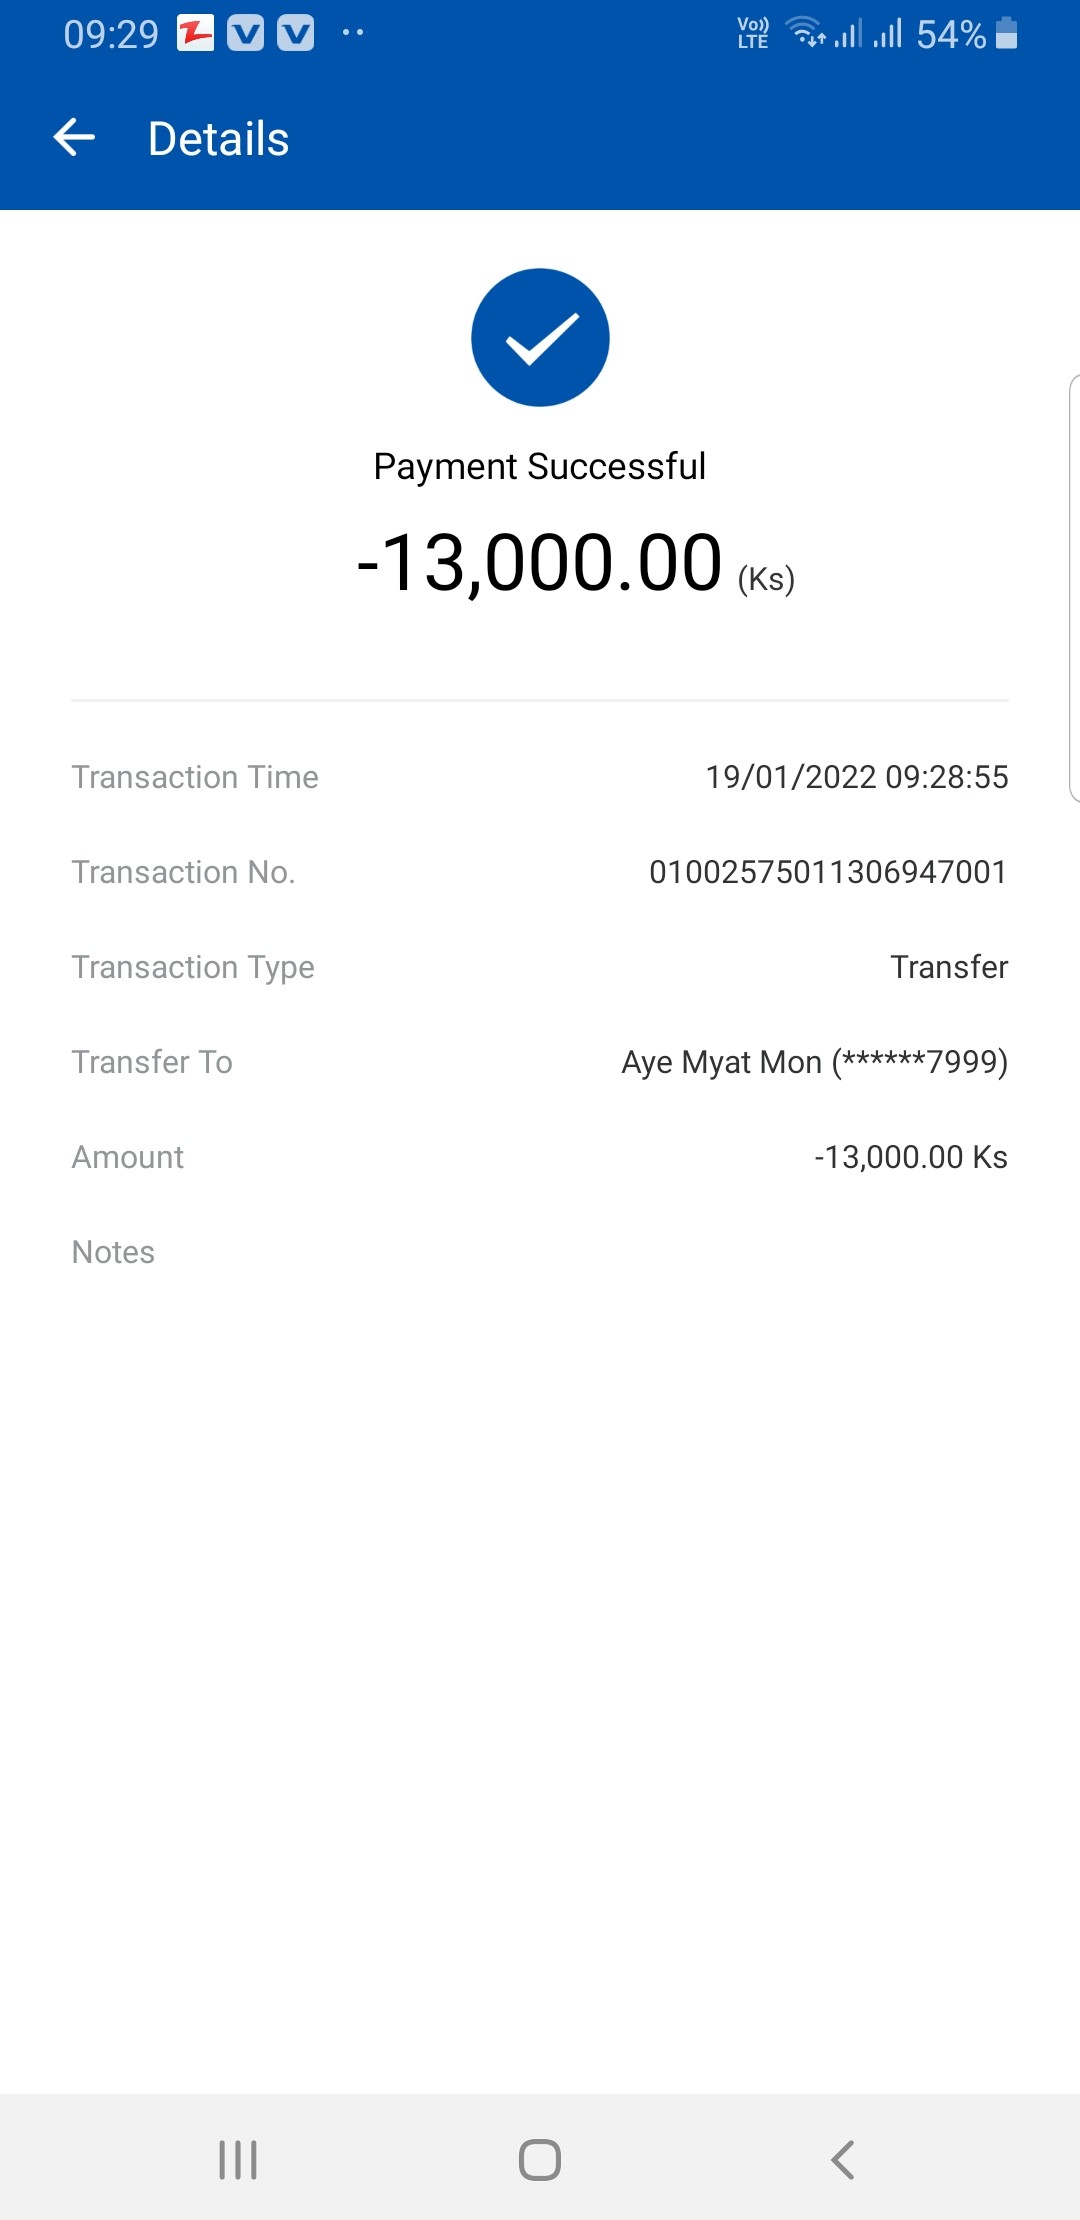 09:29
Vo)) LTE
54%
Details
Payment Successful
-13,000.00 (Ks)
Transaction Time 19/01/2022 09:28:55
Transaction No. 01002575011306947001
Transaction Type Transfer
Transfer To Aye Myat Mon (******7999)
Amount -13,000.00 Ks
Notes